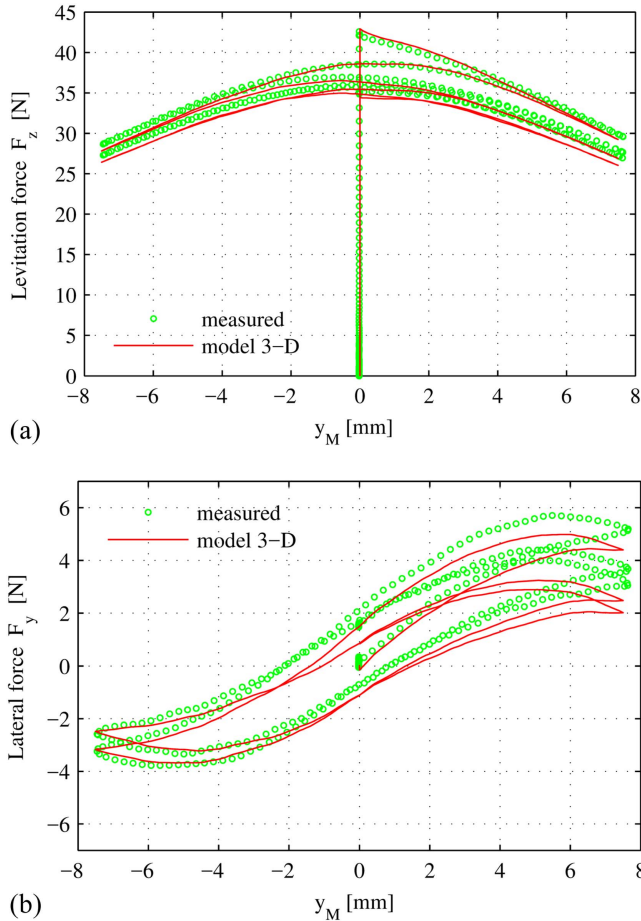 45
40
35
30
25
20
15
10
5
0
Levitation force F_z [N]
measured
model 3−D
−8 −6 −4 −2 0 2 4 6 8
y_M [mm]
(a)
6
4
2
0
−2
−4
−6
Lateral force F_y [N]
measured
model 3−D
−8 −6 −4 −2 0 2 4 6 8
y_M [mm]
(b)